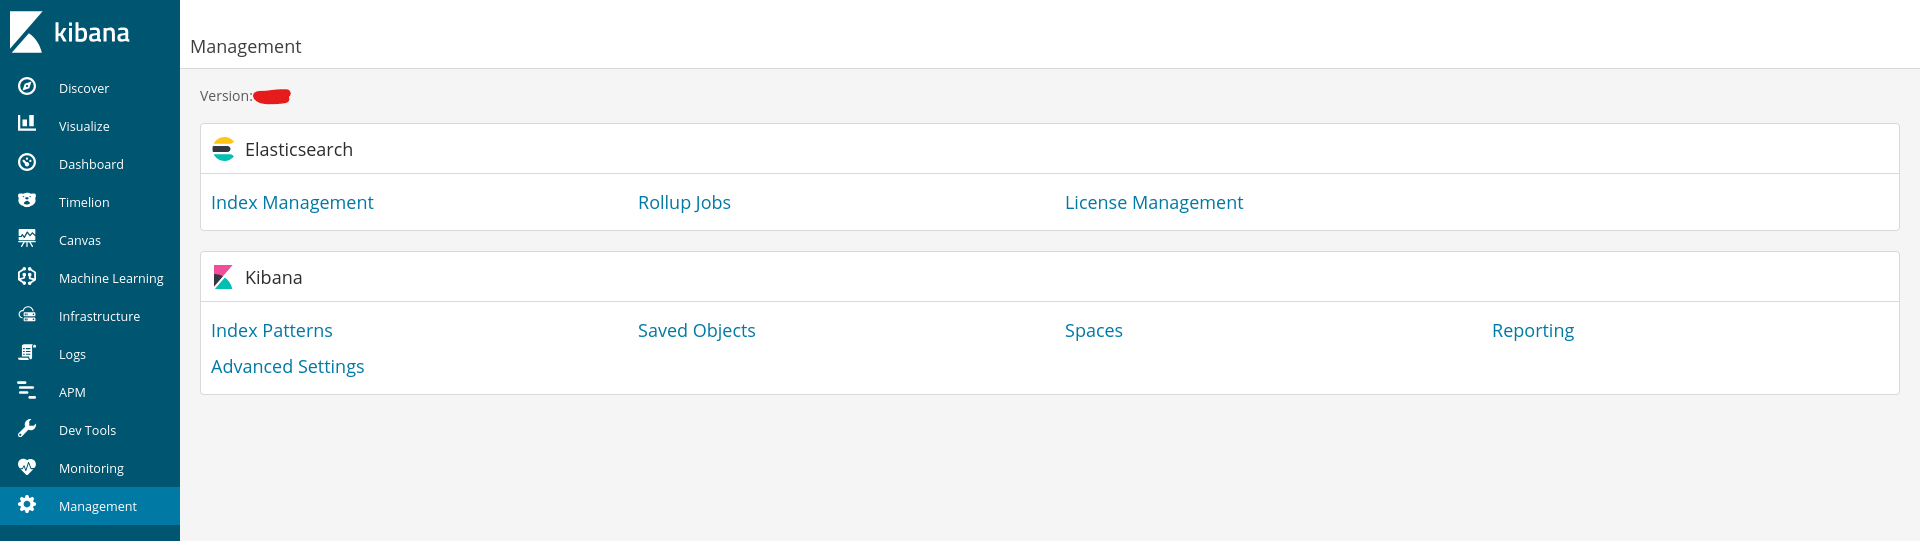 kibana
Discover
Visualize
Dashboard
Timelion
Canvas
Machine Learning
Infrastructure
Logs
APM
Dev Tools
Monitoring
Management
Management
Version:
Elasticsearch
Index Management Rollup Jobs License Management
Kibana
Index Patterns Saved Objects Spaces Reporting
Advanced Settings